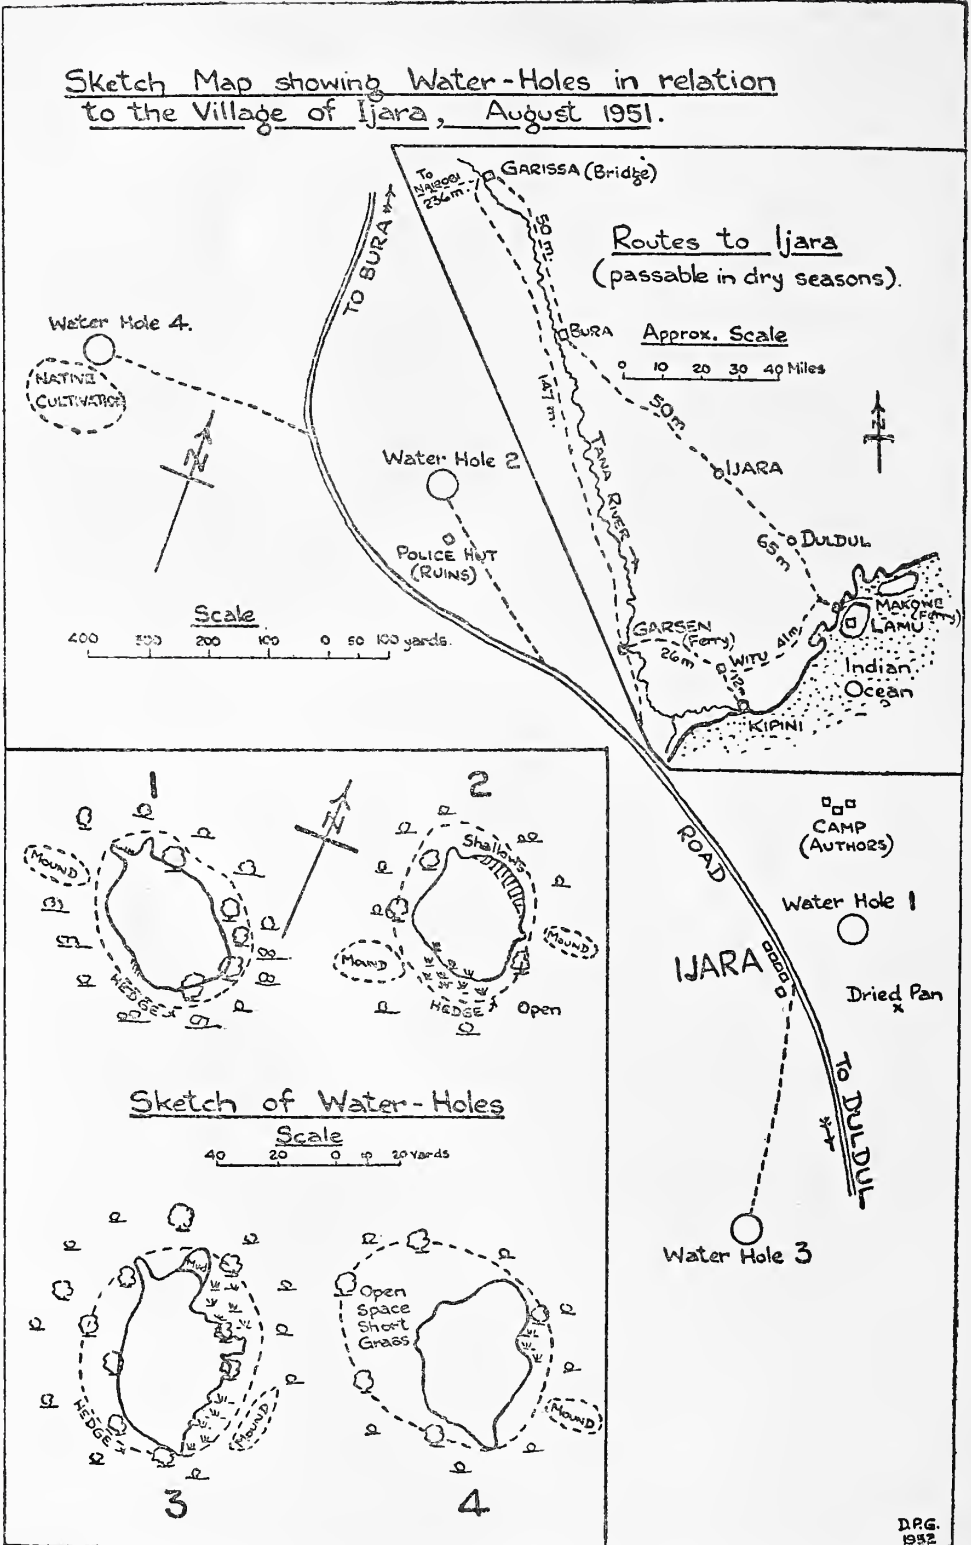 Sketch Map showing Water-Holes in relation
to the Village of Ijara, August 1951.
To
NAIROBI
236 m.
GARISSA (Bridge)
50 m.
Routes to Ijara
(passable in dry seasons).
BURA
Approx. Scale
0 10 20 30 40 Miles
147 m.
50 m
TANA RIVER
N
IJARA
DULDUL
65 m
MAKOWE
(Ferry)
LAMU
GARSEN
(Ferry)
26 m
WITU
41 m
12 m
KIPINI
Indian
Ocean
TO BURA
Water Hole 4.
NATIVE
CULTIVATION
N
Water Hole 2
POLICE HUT
(RUINS)
Scale
400 300 200 100 0 50 100 yards.
ROAD
CAMP
(AUTHORS)
Water Hole 1
IJARA
Dried Pan
x
TO DULDUL
Water Hole 3
1
MOUND
HEDGE
N
2
Shallows
MOUND
MOUND
HEDGE
Open
Sketch of Water-Holes
Scale
40 20 0 10 20 yards
Mud
HEDGE
MOUND
3
Open
Space
Short
Grass
MOUND
4
D.P.G.
1952